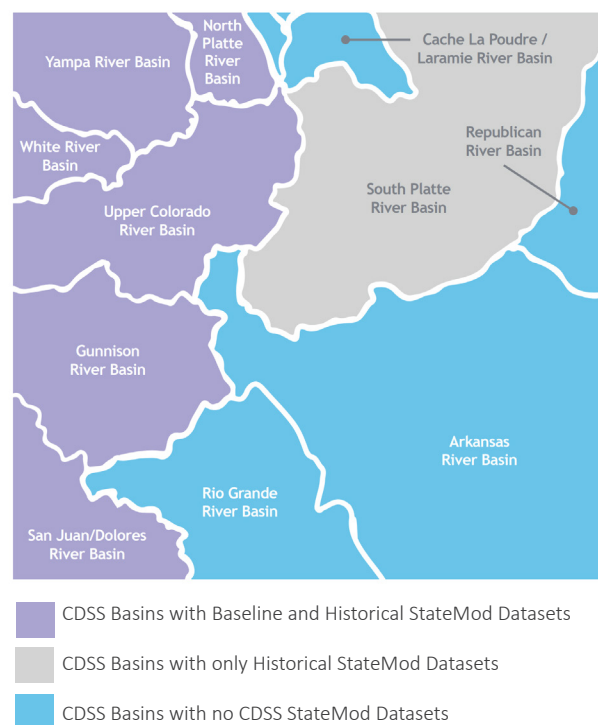 North
Platte
River
Basin
Yampa River Basin
Cache La Poudre /
Laramie River Basin
White River
Basin
Republican
River Basin
South Platte
River Basin
Upper Colorado
River Basin
Gunnison
River Basin
Arkansas
River Basin
Rio Grande
River Basin
San Juan/Dolores
River Basin
CDSS Basins with Baseline and Historical StateMod Datasets
CDSS Basins with only Historical StateMod Datasets
CDSS Basins with no CDSS StateMod Datasets